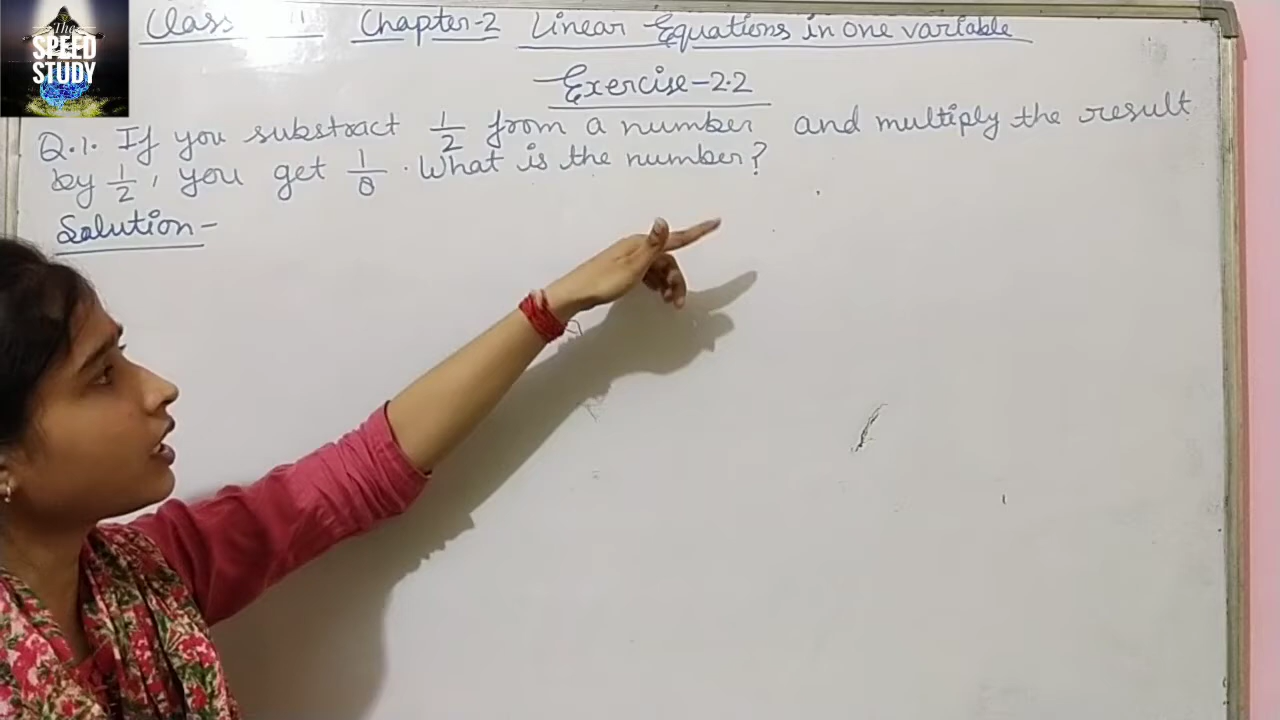 The
SPEED
STUDY
Class Chapter-2 Linear Equations in one variable
Exercise-2.2
Q.1. If you substract 1/2 from a number and multiply the result
by 1/2, you get 1/8. What is the number?
Solution-